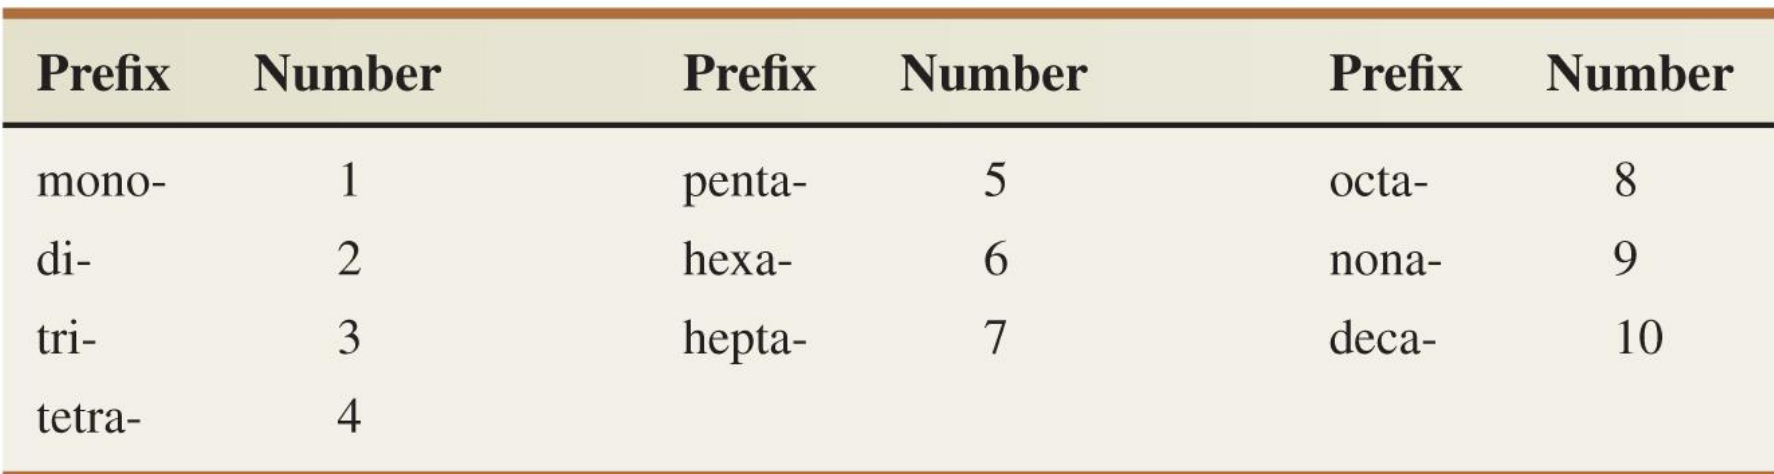 Prefix Number Prefix Number Prefix Number
mono- 1 penta- 5 octa- 8
di- 2 hexa- 6 nona- 9
tri- 3 hepta- 7 deca- 10
tetra- 4